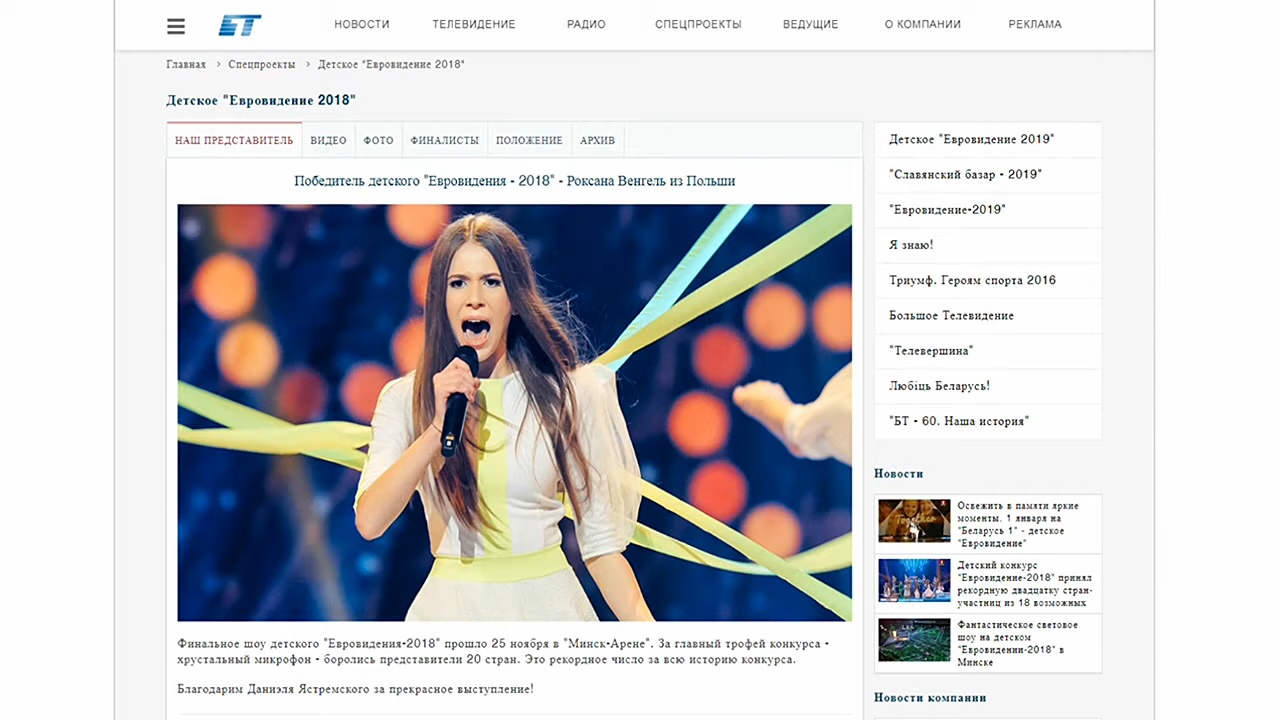 БТ
НОВОСТИ ТЕЛЕВИДЕНИЕ РАДИО СПЕЦПРОЕКТЫ ВЕДУЩИЕ О КОМПАНИИ РЕКЛАМА
Главная > Спецпроекты > Детское "Евровидение 2018"
Детское "Евровидение 2018"
НАШ ПРЕДСТАВИТЕЛЬ ВИДЕО ФОТО ФИНАЛИСТЫ ПОЛОЖЕНИЕ АРХИВ
Победитель детского "Евровидения - 2018" - Роксана Венгель из Польши
Финальное шоу детского "Евровидения-2018" прошло 25 ноября в "Минск-Арене". За главный трофей конкурса -
хрустальный микрофон - боролись представители 20 стран. Это рекордное число за всю историю конкурса.
Благодарим Даниэля Ястремского за прекрасное выступление!
Детское "Евровидение 2019"
"Славянский базар - 2019"
"Евровидение-2019"
Я знаю!
Триумф. Героям спорта 2016
Большое Телевидение
"Телевершина"
Любіць Беларусь!
"БТ - 60. Наша история"
Новости
Освежить в памяти яркие
моменты. 1 января на
"Беларусь 1" - детское
"Евровидение"
Детский конкурс
"Евровидение-2018" принял
рекордную двадцатку стран-
участниц из 18 возможных
Фантастическое световое
шоу на детском
"Евровидении-2018" в
Минске
Новости компании